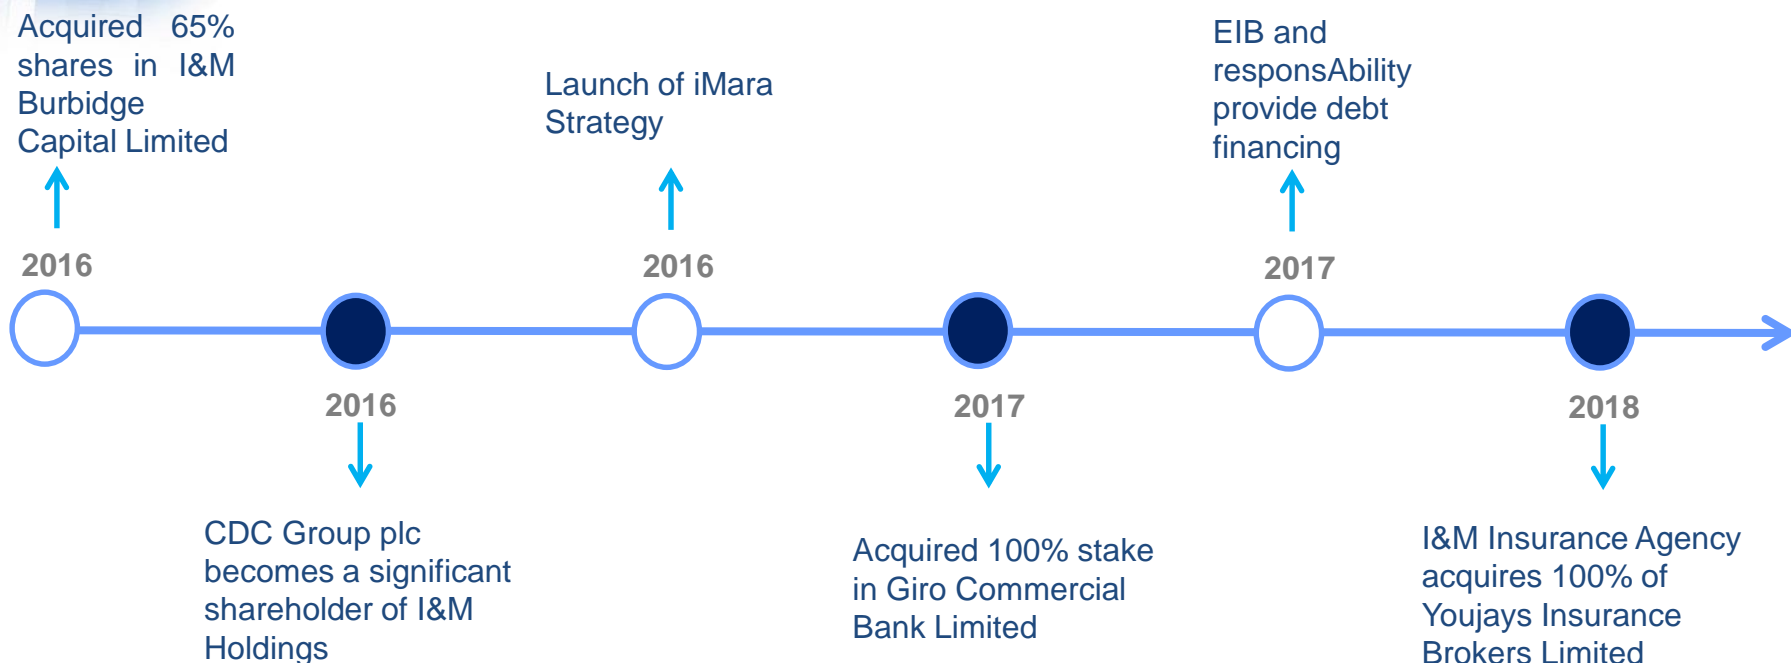 Acquired 65%
shares in I&M
Burbidge
Capital Limited
2016
2016
CDC Group plc
becomes a significant
shareholder of I&M
Holdings
Launch of iMara
Strategy
2016
2017
Acquired 100% stake
in Giro Commercial
Bank Limited
EIB and
responsAbility
provide debt
financing
2017
2018
I&M Insurance Agency
acquires 100% of
Youjays Insurance
Brokers Limited